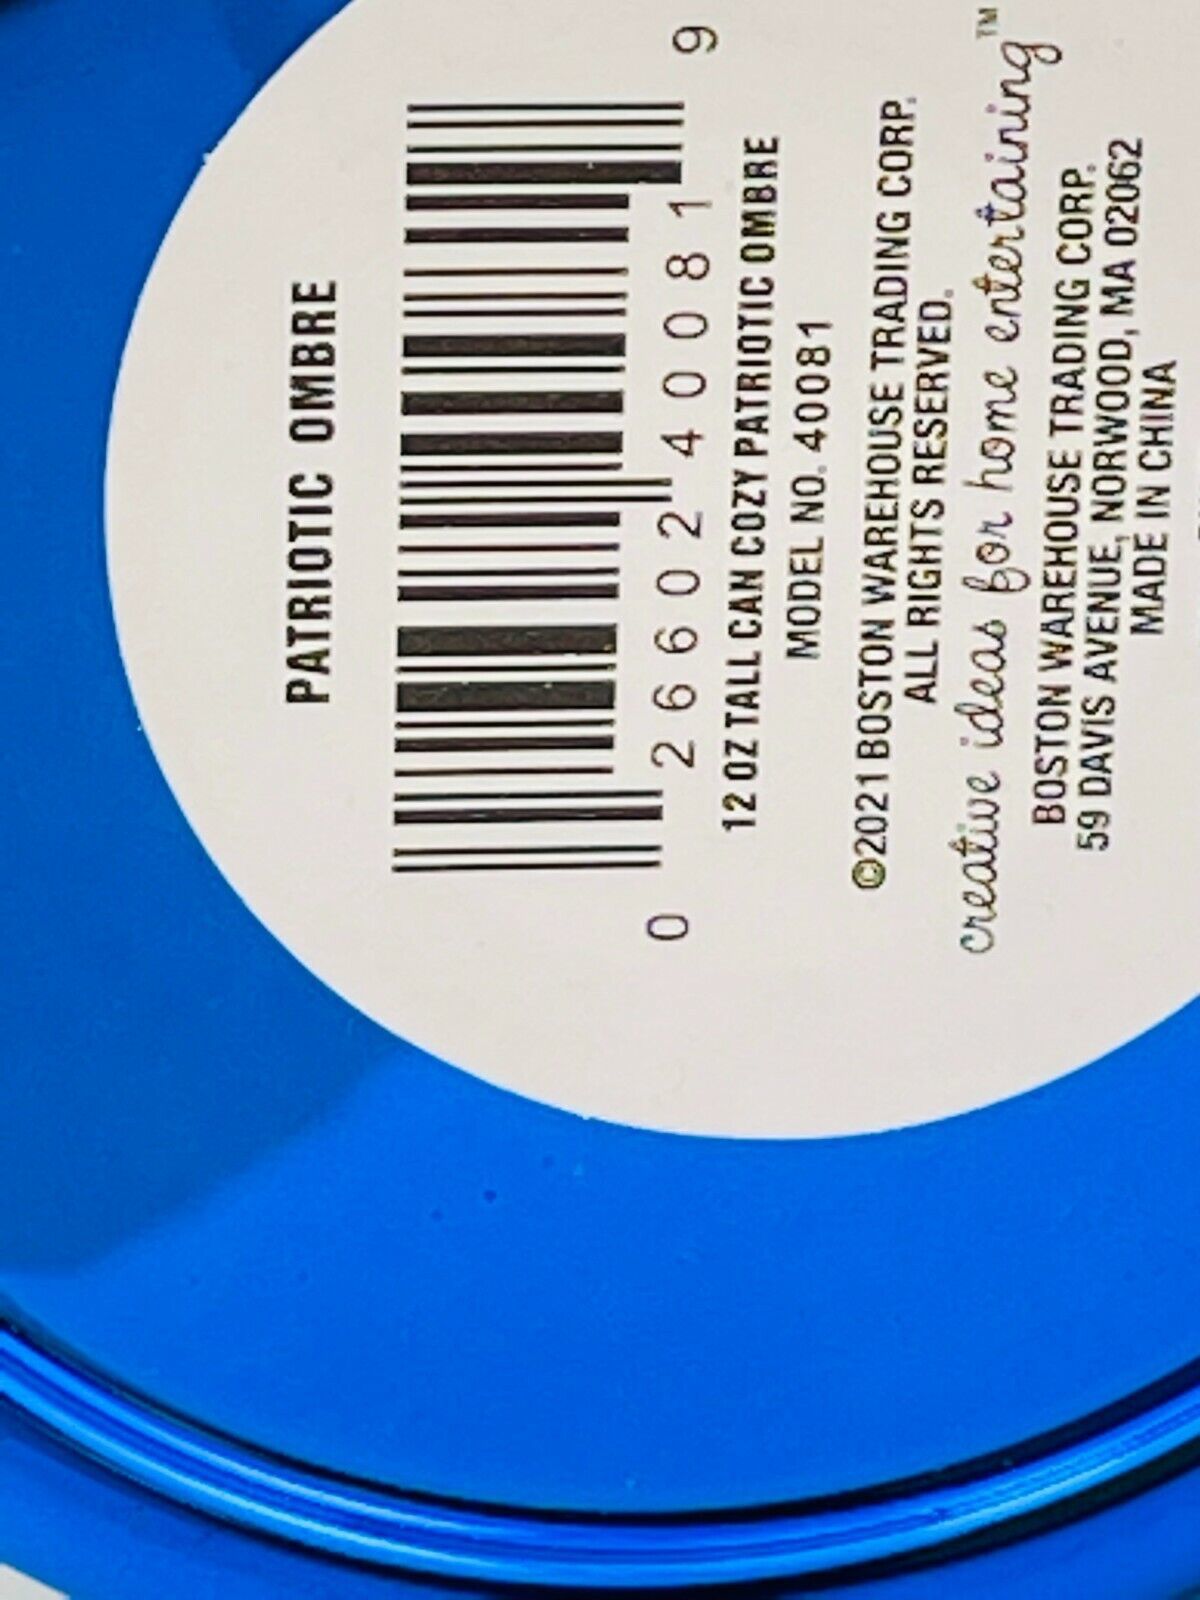 PATRIOTIC OMBRE
0 26602 40081 9
12 OZ TALL CAN COZY PATRIOTIC OMBRE
MODEL NO. 40081
©2021 BOSTON WAREHOUSE TRADING CORP.
ALL RIGHTS RESERVED.
creative ideas for home entertaining™
BOSTON WAREHOUSE TRADING CORP.
59 DAVIS AVENUE, NORWOOD, MA 02062
MADE IN CHINA